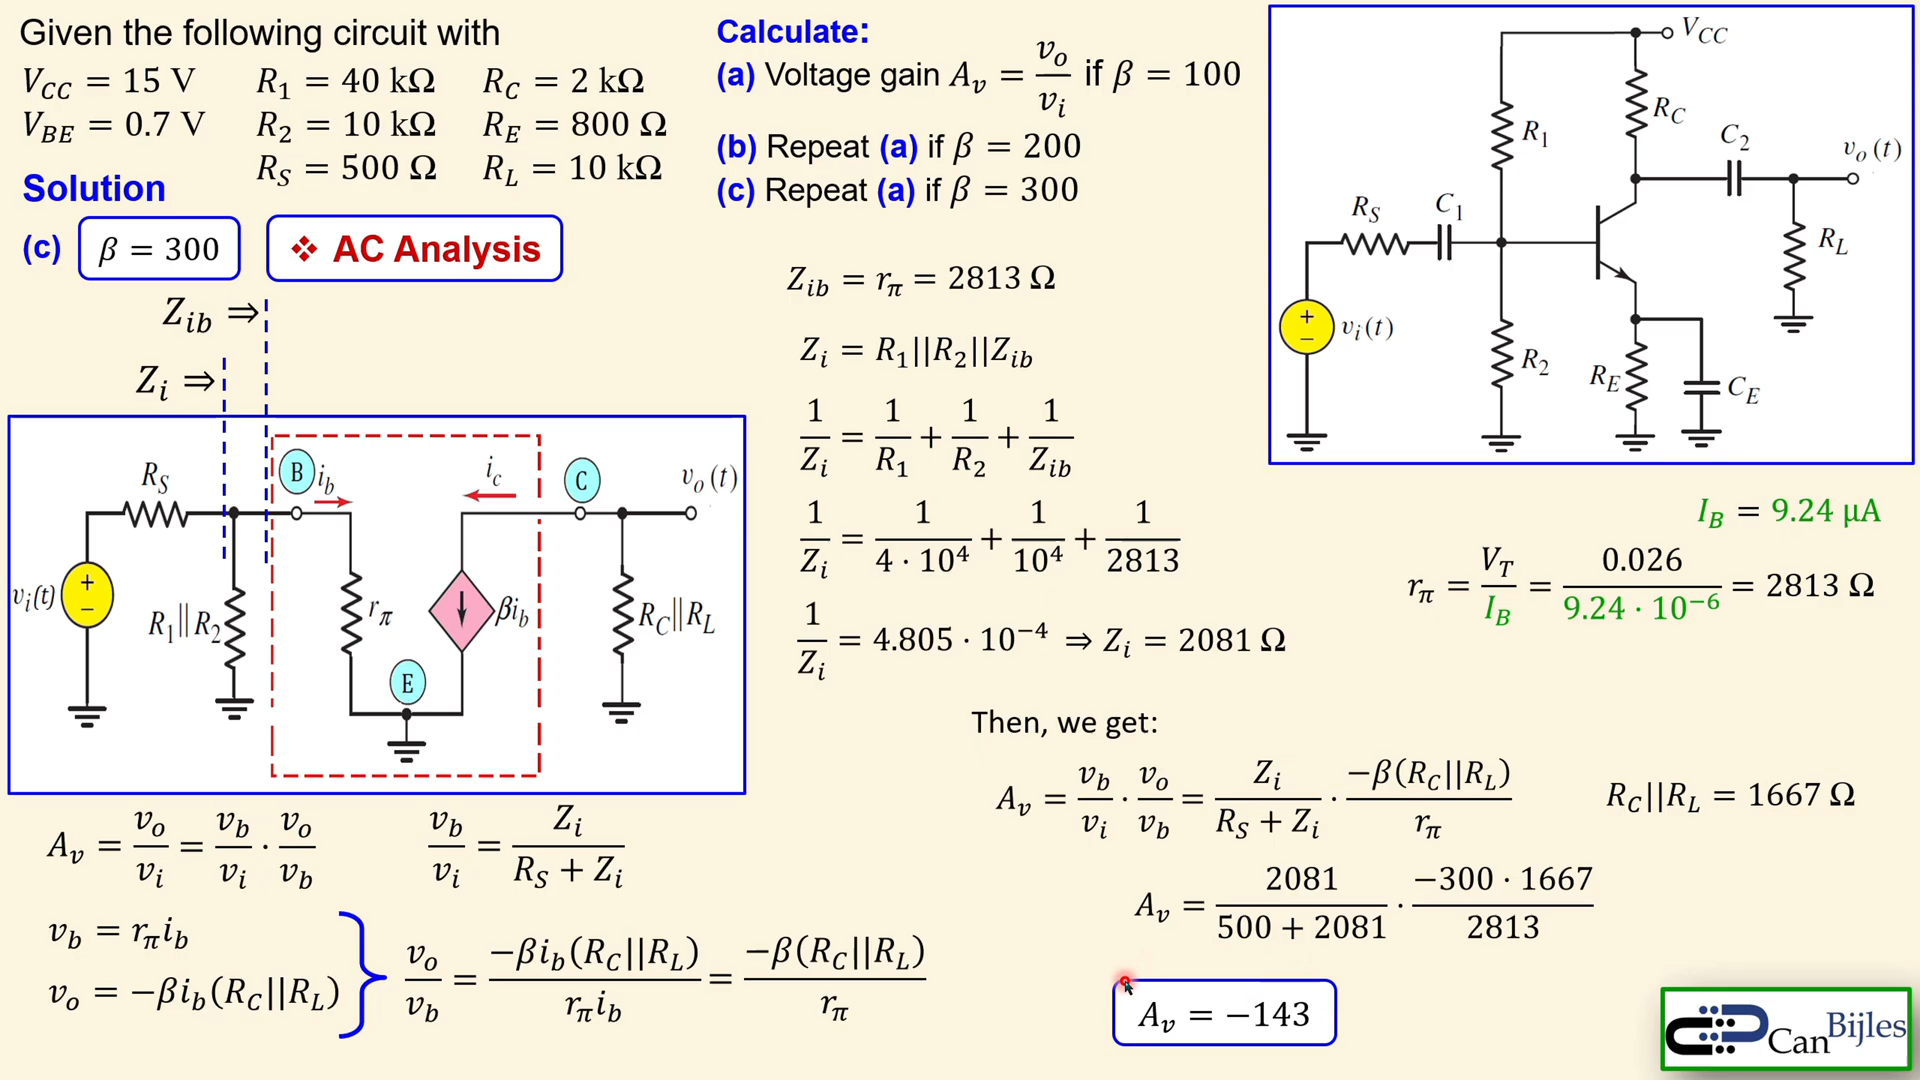 Given the following circuit with
V_CC = 15 V R_1 = 40 kΩ R_C = 2 kΩ
V_BE = 0.7 V R_2 = 10 kΩ R_E = 800 Ω
R_S = 500 Ω R_L = 10 kΩ
Solution
(c) β = 300 ❖ AC Analysis
Calculate:
(a) Voltage gain A_v = v_o/v_i if β = 100
(b) Repeat (a) if β = 200
(c) Repeat (a) if β = 300
V_CC
R_C
R_1
C_2
v_o (t)
R_S
C_1
R_L
+
−
v_i(t)
R_2
R_E
C_E
Z_ib ⇒
Z_i ⇒
R_S
B
i_b
i_c
C
v_o (t)
v_i(t)
+
−
R_1||R_2
r_π
βi_b
R_C||R_L
E
A_v = v_o/v_i = v_b/v_i · v_o/v_b
v_b/v_i = Z_i/(R_S + Z_i)
v_b = r_π i_b
v_o = −βi_b(R_C||R_L)
v_o/v_b = −βi_b(R_C||R_L)/(r_π i_b) = −β(R_C||R_L)/r_π
Z_ib = r_π = 2813 Ω
Z_i = R_1||R_2||Z_ib
1/Z_i = 1/R_1 + 1/R_2 + 1/Z_ib
1/Z_i = 1/(4 · 10^4) + 1/10^4 + 1/2813
1/Z_i = 4.805 · 10^−4 ⇒ Z_i = 2081 Ω
I_B = 9.24 μA
r_π = V_T/I_B = 0.026/(9.24 · 10^−6) = 2813 Ω
Then, we get:
A_v = v_b/v_i · v_o/v_b = Z_i/(R_S + Z_i) · −β(R_C||R_L)/r_π
R_C||R_L = 1667 Ω
A_v = 2081/(500 + 2081) · (−300 · 1667)/2813
A_v = −143
CanBijles